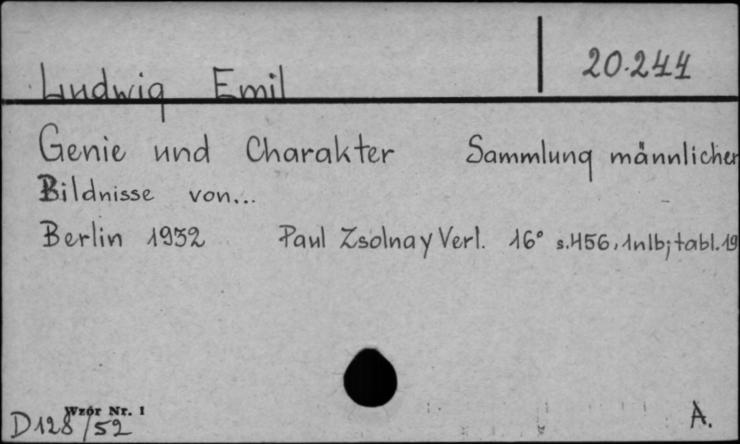 20.244
Ludwig Emil
Genie und Charakter Sammlung männlicher
Bildnisse von...
Berlin 1932 Paul Zsolnay Verl. 16° s.456, 1nlb; tabl. 19
Wzór Nr. 1
D128/52
A.